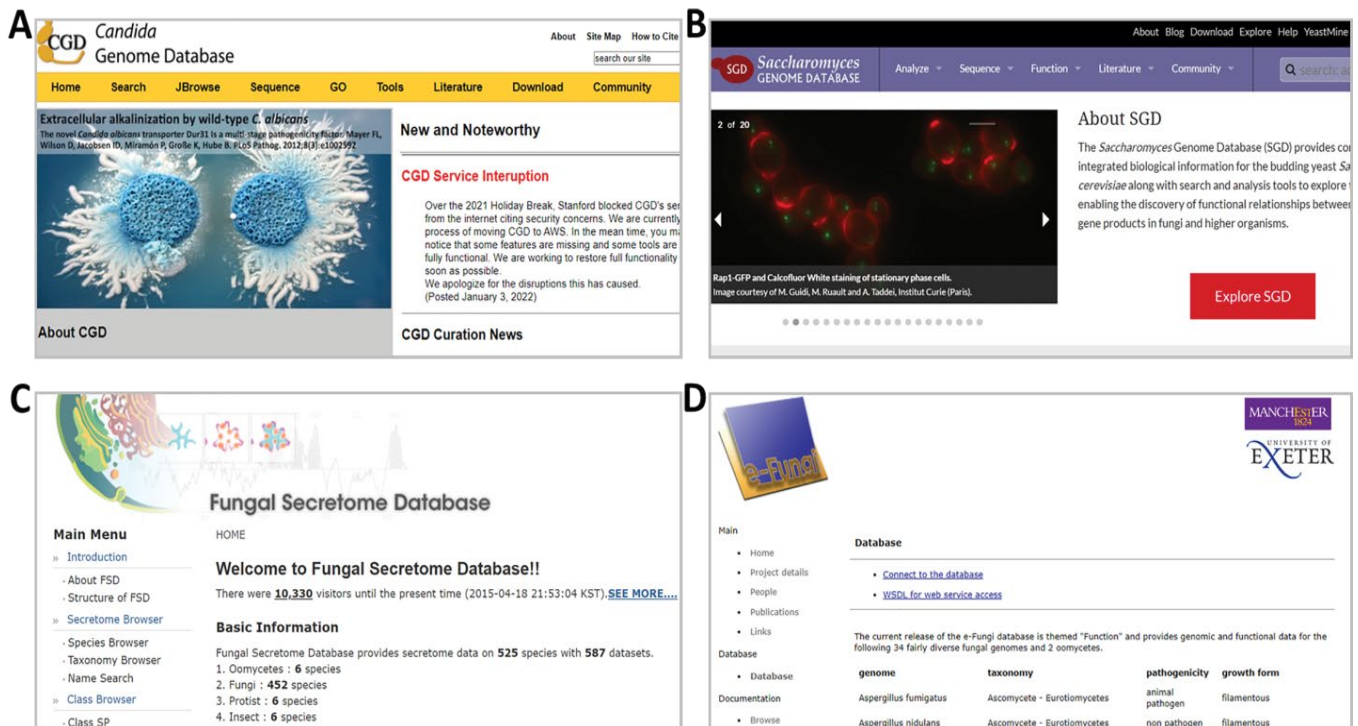 A
CGD
Candida
Genome Database
About Site Map How to Cite
search our site
Home Search JBrowse Sequence GO Tools Literature Download Community
Extracellular alkalinization by wild-type C. albicans
The novel Candida albicans transporter Dur31 Is a multi-stage pathogenicity factor. Mayer FL,
Wilson D, Jacobsen ID, Miramón P, Große K, Hube B. PLoS Pathog. 2012;8(3):e1002592
New and Noteworthy
CGD Service Interuption
Over the 2021 Holiday Break, Stanford blocked CGD's ser
from the internet citing security concerns. We are currently
process of moving CGD to AWS. In the mean time, you ma
notice that some features are missing and some tools are
fully functional. We are working to restore full functionality
soon as possible.
We apologize for the disruptions this has caused.
(Posted January 3, 2022)
About CGD
CGD Curation News
B
About Blog Download Explore Help YeastMine
SGD
Saccharomyces
GENOME DATABASE
Analyze Sequence Function Literature Community
search: ac
2 of 20
Rap1-GFP and Calcofluor White staining of stationary phase cells.
Image courtesy of M. Guidi, M. Ruault and A. Taddei, Institut Curie (Paris).
About SGD
The Saccharomyces Genome Database (SGD) provides co
integrated biological information for the budding yeast Sa
cerevisiae along with search and analysis tools to explore
enabling the discovery of functional relationships betwee
gene products in fungi and higher organisms.
Explore SGD
C
Fungal Secretome Database
Main Menu
» Introduction
- About FSD
- Structure of FSD
» Secretome Browser
- Species Browser
- Taxonomy Browser
- Name Search
» Class Browser
- Class SP
HOME
Welcome to Fungal Secretome Database!!
There were 10,330 visitors until the present time (2015-04-18 21:53:04 KST).SEE MORE....
Basic Information
Fungal Secretome Database provides secretome data on 525 species with 587 datasets.
1. Oomycetes : 6 species
2. Fungi : 452 species
3. Protist : 6 species
4. Insect : 6 species
D
e-Fungi
MANCHESTER
1824
UNIVERSITY OF
EXETER
Main
• Home
• Project details
• People
• Publications
• Links
Database
• Database
Documentation
• Browse
Database
• Connect to the database
• WSDL for web service access
The current release of the e-Fungi database is themed "Function" and provides genomic and functional data for the
following 34 fairly diverse fungal genomes and 2 oomycetes.
genome taxonomy pathogenicity growth form
Aspergillus fumigatus Ascomycete - Eurotiomycetes animal pathogen filamentous
Aspergillus nidulans Ascomycete - Eurotiomycetes non pathogen filamentous